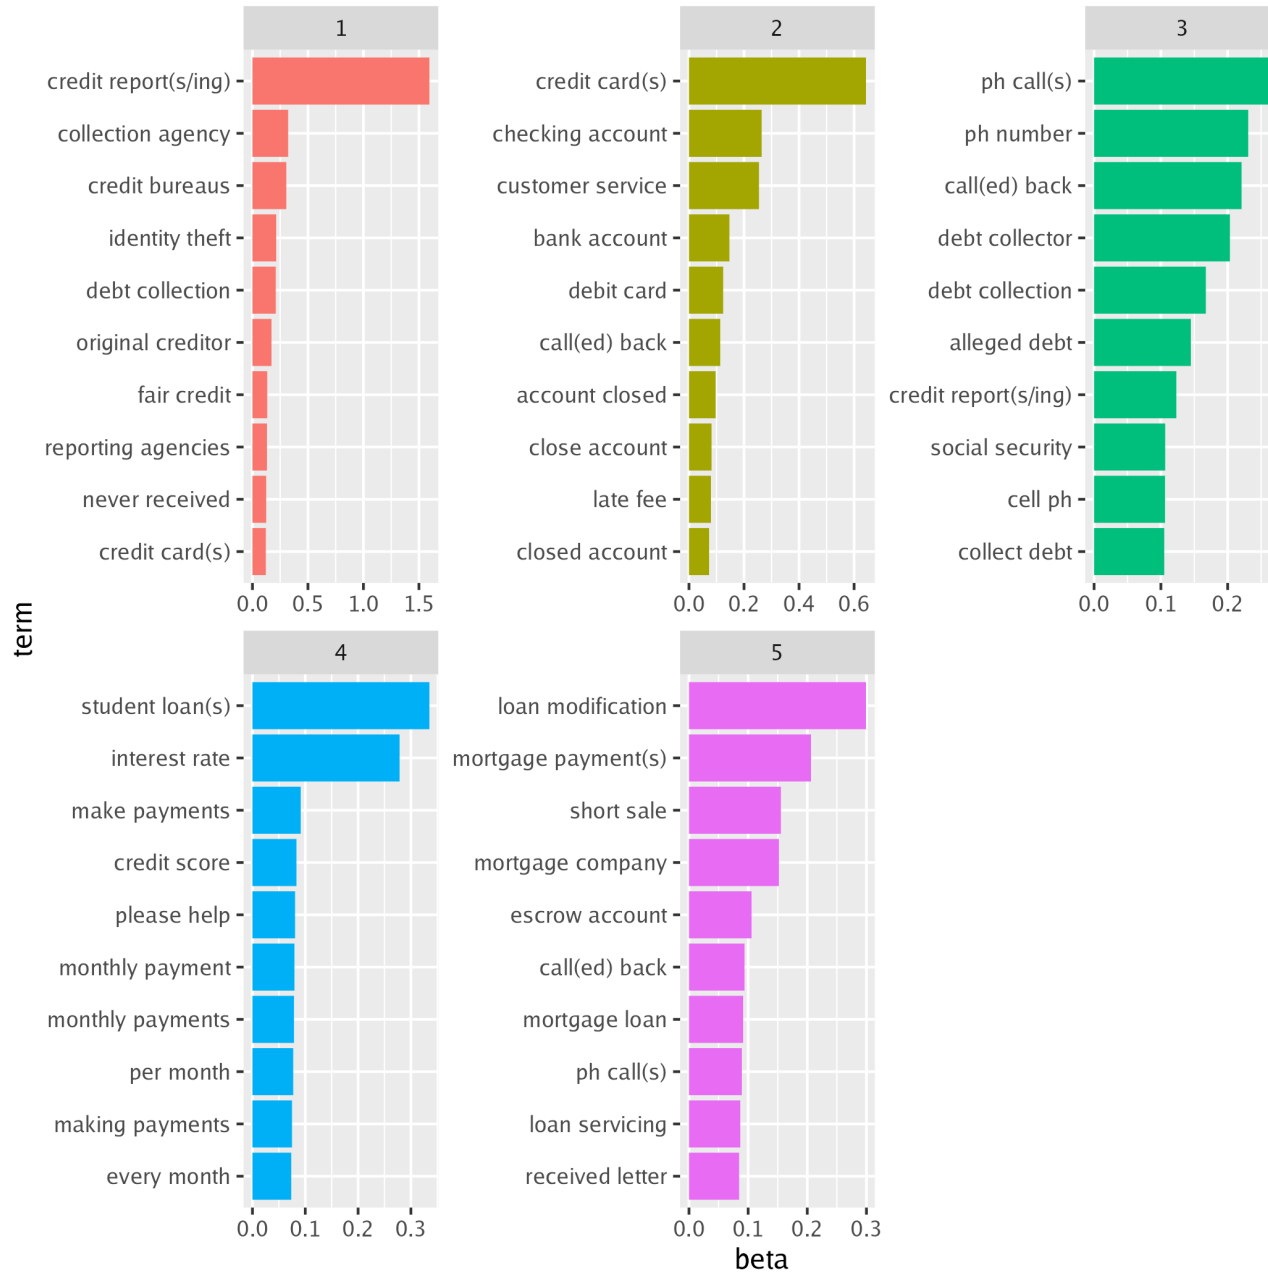 1
credit report(s/ing)
collection agency
credit bureaus
identity theft
debt collection
original creditor
fair credit
reporting agencies
never received
credit card(s)
0.0 0.5 1.0 1.5
2
credit card(s)
checking account
customer service
bank account
debit card
call(ed) back
account closed
close account
late fee
closed account
0.0 0.2 0.4 0.6
3
ph call(s)
ph number
call(ed) back
debt collector
debt collection
alleged debt
credit report(s/ing)
social security
cell ph
collect debt
0.0 0.1 0.2
term
4
student loan(s)
interest rate
make payments
credit score
please help
monthly payment
monthly payments
per month
making payments
every month
0.0 0.1 0.2 0.3
5
loan modification
mortgage payment(s)
short sale
mortgage company
escrow account
call(ed) back
mortgage loan
ph call(s)
loan servicing
received letter
0.0 0.1 0.2 0.3
beta